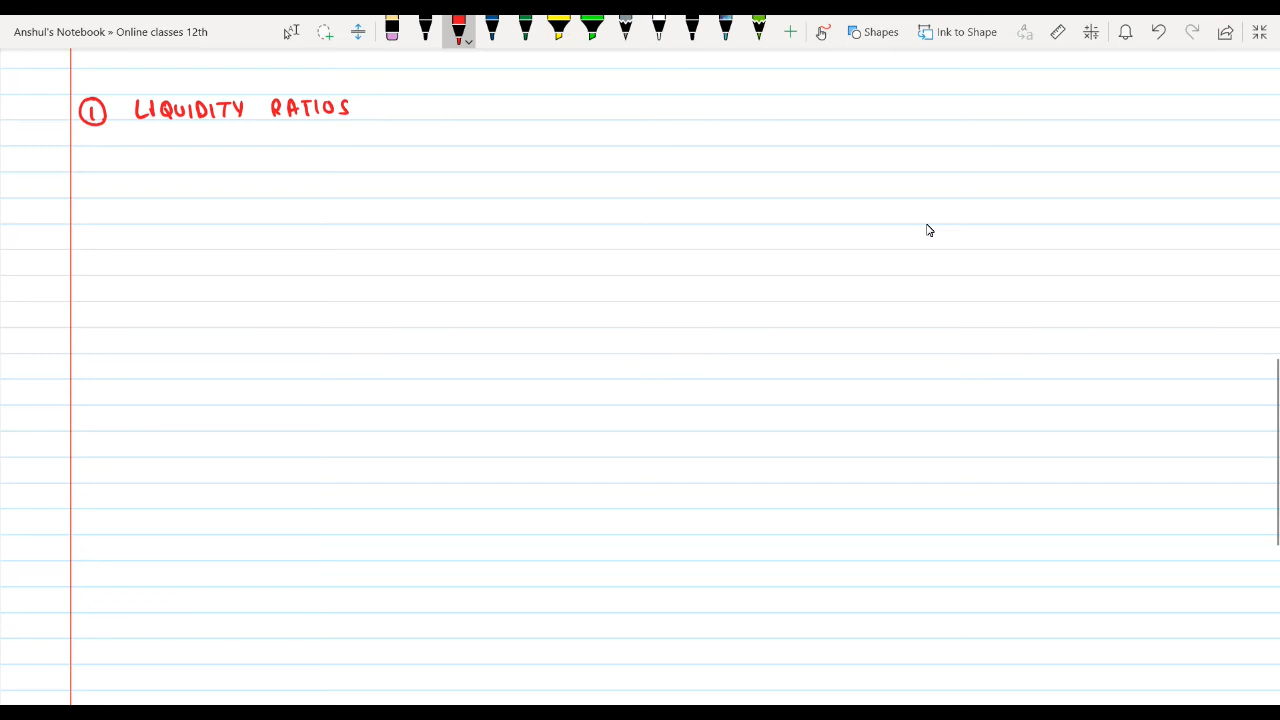 Anshul's Notebook » Online classes 12th
Shapes
Ink to Shape
① LIQUIDITY RATIOS